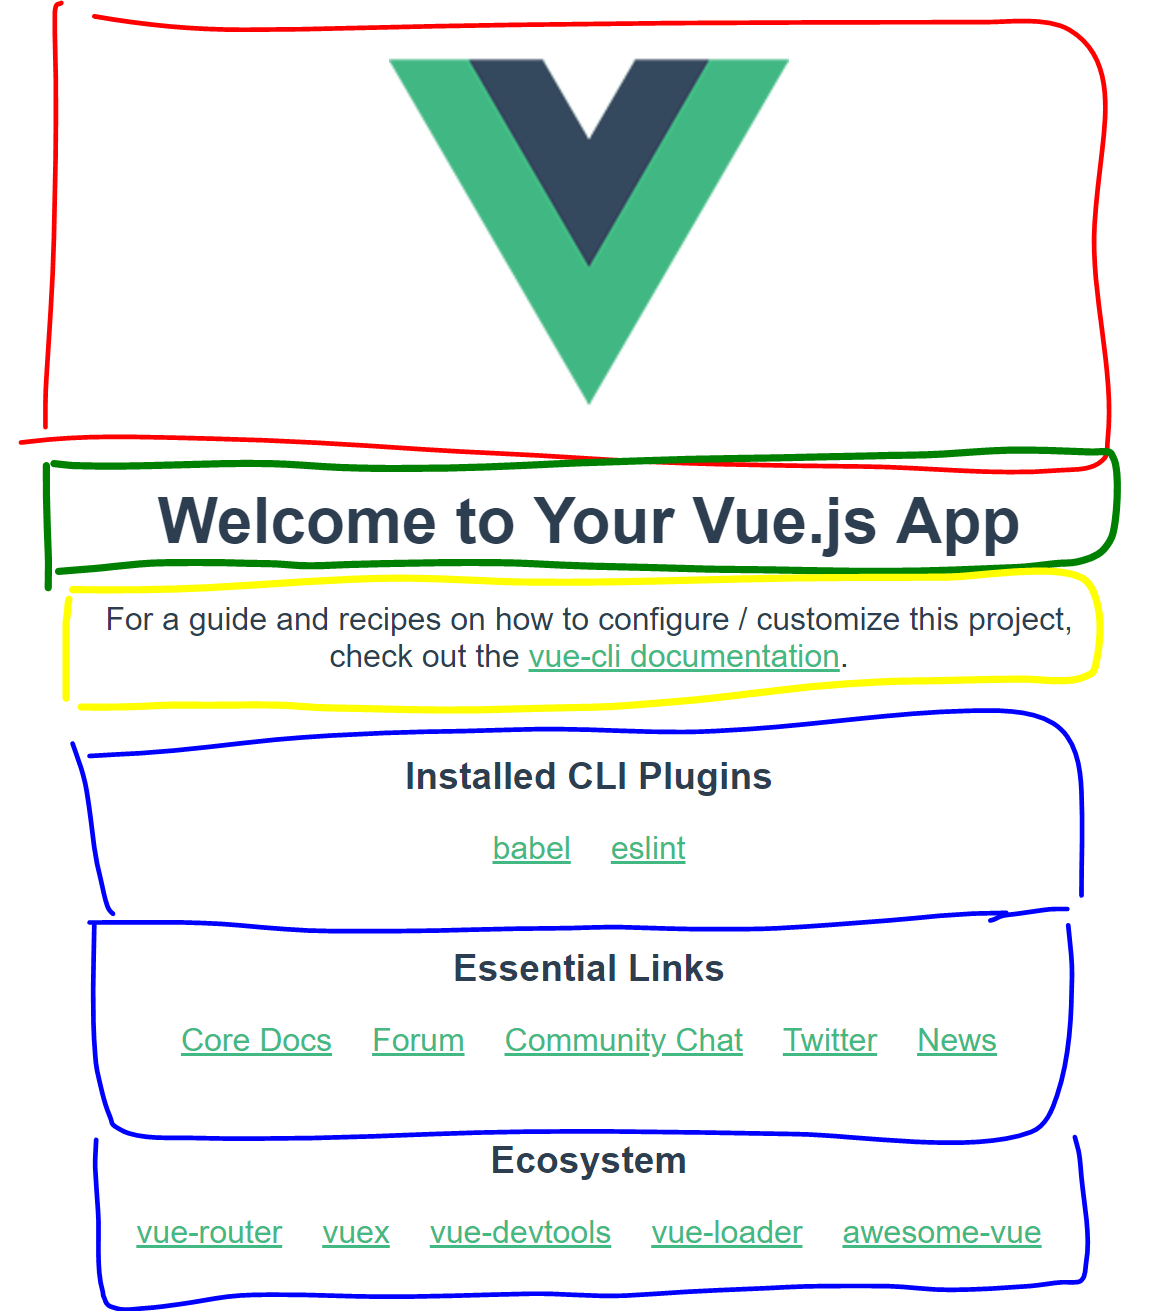 Welcome to Your Vue.js App
For a guide and recipes on how to configure / customize this project,
check out the vue-cli documentation.
Installed CLI Plugins
babel eslint
Essential Links
Core Docs Forum Community Chat Twitter News
Ecosystem
vue-router vuex vue-devtools vue-loader awesome-vue